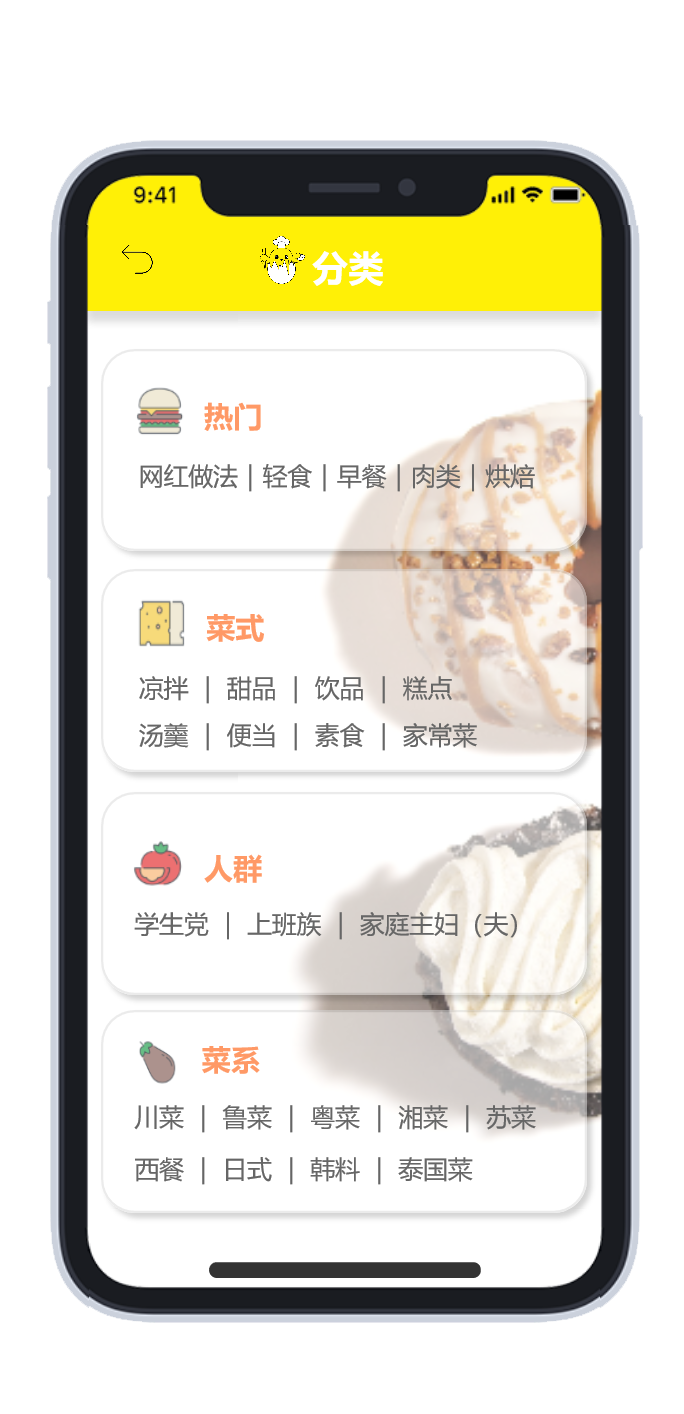 9:41
分类
热门
网红做法 | 轻食 | 早餐 | 肉类 | 烘焙
菜式
凉拌 | 甜品 | 饮品 | 糕点
汤羹 | 便当 | 素食 | 家常菜
人群
学生党 | 上班族 | 家庭主妇（夫）
菜系
川菜 | 鲁菜 | 粤菜 | 湘菜 | 苏菜
西餐 | 日式 | 韩料 | 泰国菜